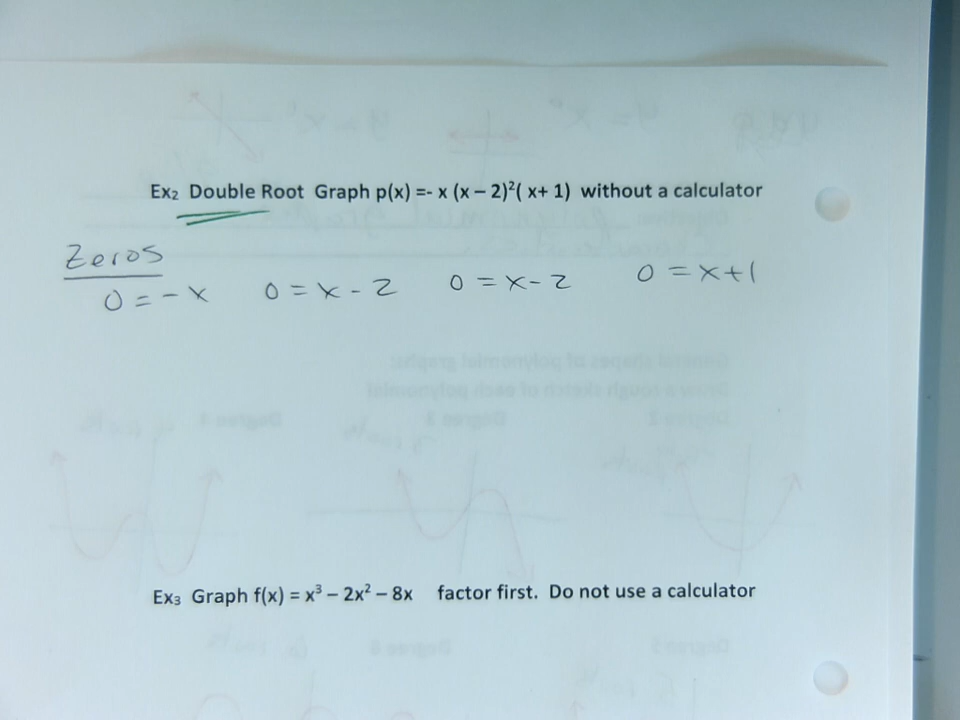 Ex2 Double Root Graph p(x) =- x (x – 2)²( x+ 1) without a calculator
Zeros
0 = - x 0 = x - 2 0 = x - 2 0 = x + 1
Ex3 Graph f(x) = x³ – 2x² – 8x factor first. Do not use a calculator